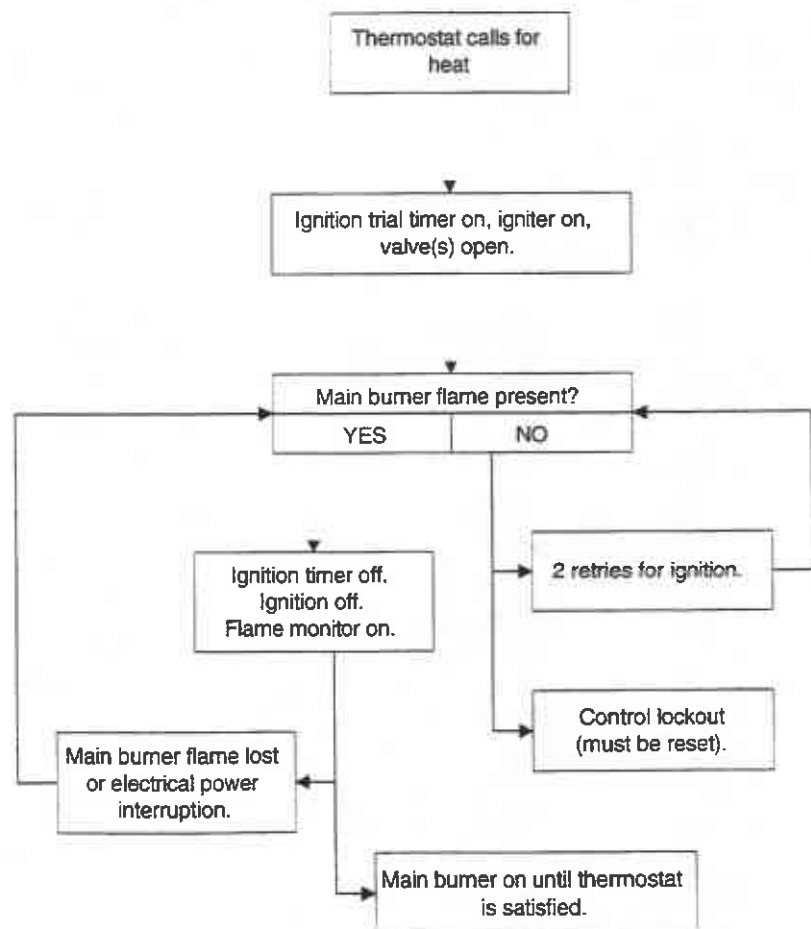 Thermostat calls for
heat
Ignition trial timer on, igniter on,
valve(s) open.
Main burner flame present?
YES
NO
Ignition timer off.
Ignition off.
Flame monitor on.
2 retries for ignition.
Control lockout
(must be reset).
Main burner flame lost
or electrical power
interruption.
Main burner on until thermostat
is satisfied.